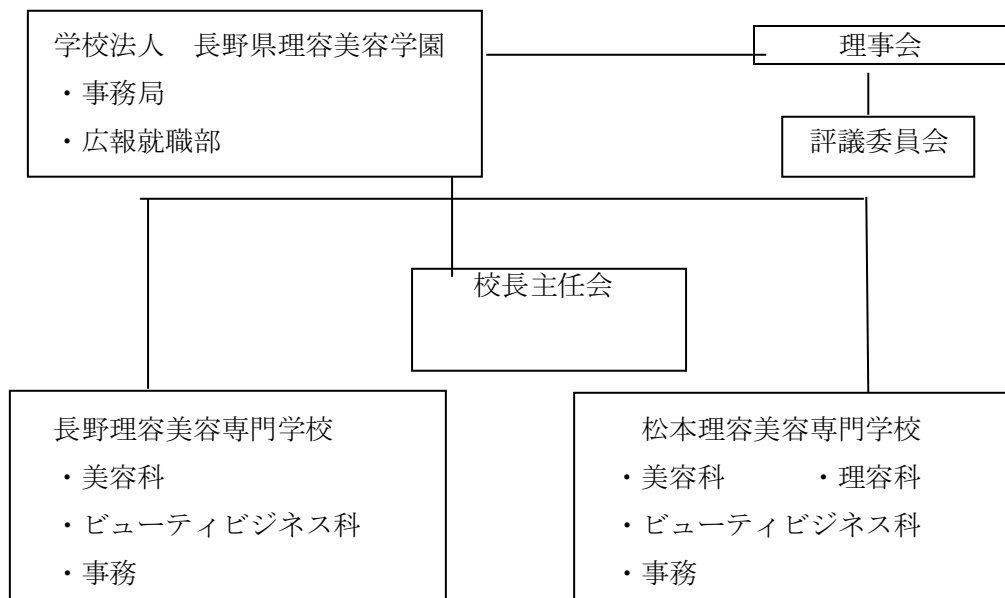 学校法人　長野県理容美容学園
・事務局
・広報就職部
理事会
評議委員会
校長主任会
長野理容美容専門学校
・美容科
・ビューティビジネス科
・事務
松本理容美容専門学校
・美容科　　・理容科
・ビューティビジネス科
・事務